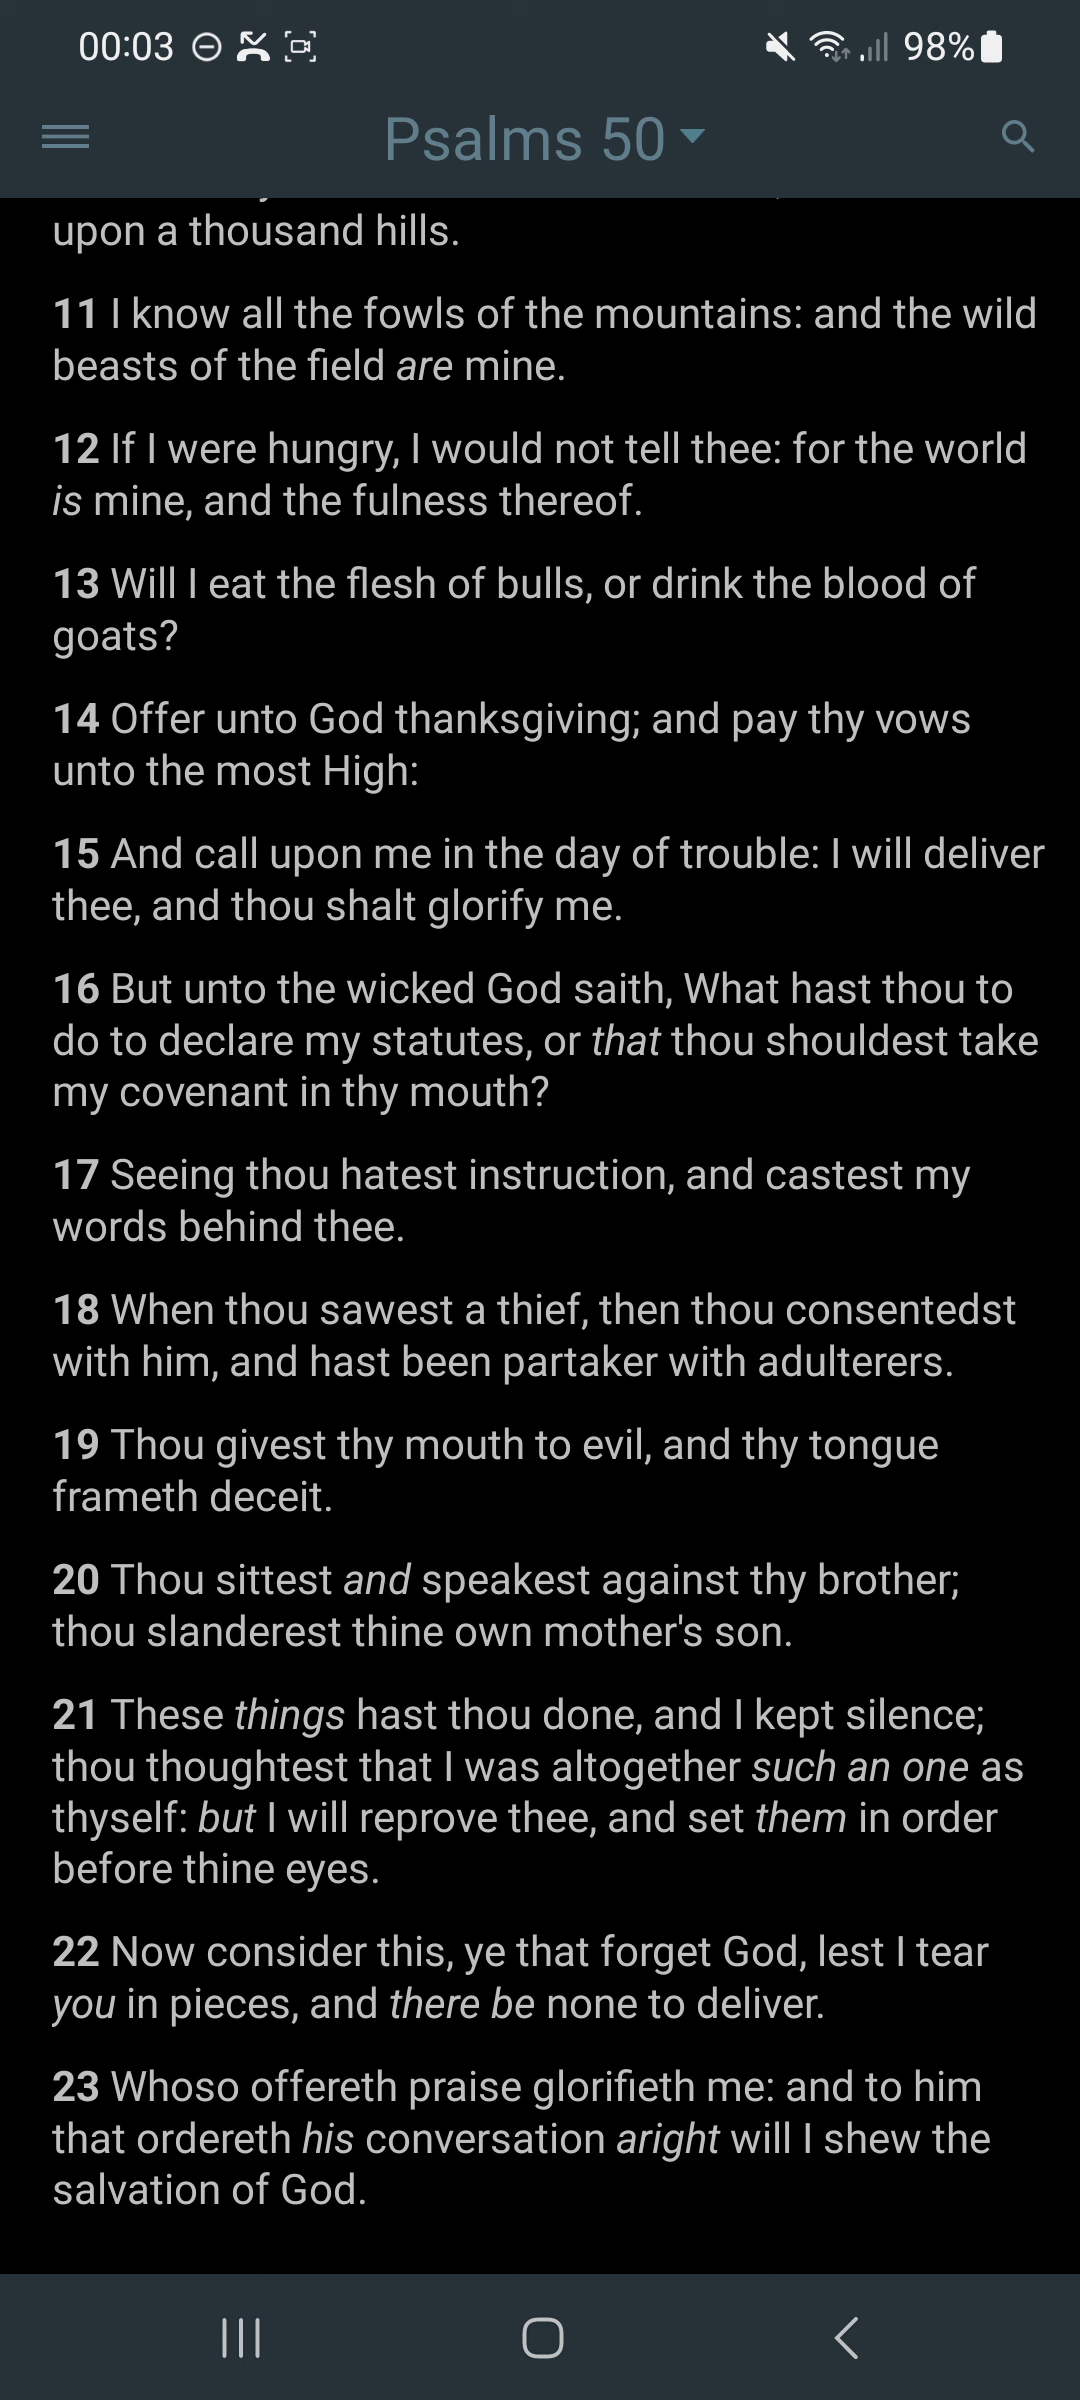 00:03 98%
Psalms 50
upon a thousand hills.
11 I know all the fowls of the mountains: and the wild
beasts of the field are mine.
12 If I were hungry, I would not tell thee: for the world
is mine, and the fulness thereof.
13 Will I eat the flesh of bulls, or drink the blood of
goats?
14 Offer unto God thanksgiving; and pay thy vows
unto the most High:
15 And call upon me in the day of trouble: I will deliver
thee, and thou shalt glorify me.
16 But unto the wicked God saith, What hast thou to
do to declare my statutes, or that thou shouldest take
my covenant in thy mouth?
17 Seeing thou hatest instruction, and castest my
words behind thee.
18 When thou sawest a thief, then thou consentedst
with him, and hast been partaker with adulterers.
19 Thou givest thy mouth to evil, and thy tongue
frameth deceit.
20 Thou sittest and speakest against thy brother;
thou slanderest thine own mother's son.
21 These things hast thou done, and I kept silence;
thou thoughtest that I was altogether such an one as
thyself: but I will reprove thee, and set them in order
before thine eyes.
22 Now consider this, ye that forget God, lest I tear
you in pieces, and there be none to deliver.
23 Whoso offereth praise glorifieth me: and to him
that ordereth his conversation aright will I shew the
salvation of God.